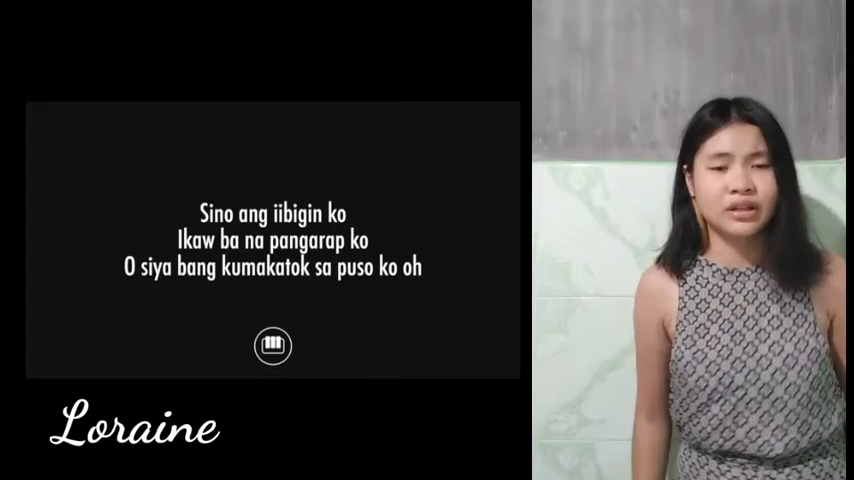 Sino ang iibigin ko
Ikaw ba na pangarap ko
O siya bang kumakatok sa puso ko oh
Loraine